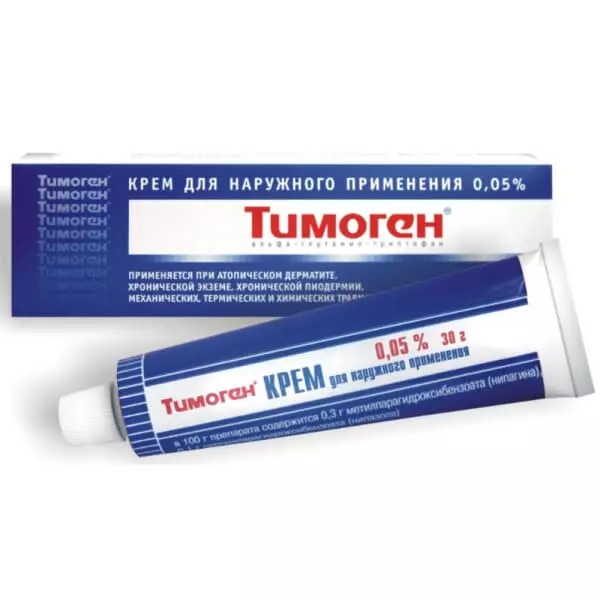 Тимоген®
Тимоген®
Тимоген®
Тимоген
Тимоген
Тимоген
Тимоген
КРЕМ ДЛЯ НАРУЖНОГО ПРИМЕНЕНИЯ 0,05%
Тимоген®
альфа-глутамил-триптофан
ПРИМЕНЯЕТСЯ ПРИ АТОПИЧЕСКОМ ДЕРМАТИТЕ,
ХРОНИЧЕСКОЙ ЭКЗЕМЕ, ХРОНИЧЕСКОЙ ПИОДЕРМИИ,
МЕХАНИЧЕСКИХ, ТЕРМИЧЕСКИХ И ХИМИЧЕСКИХ
0,05 % 30 г
Тимоген® КРЕМ для наружного применения
в 100 г препарата содержится 0,3 г метилпарагидроксибензоата (нипагина),